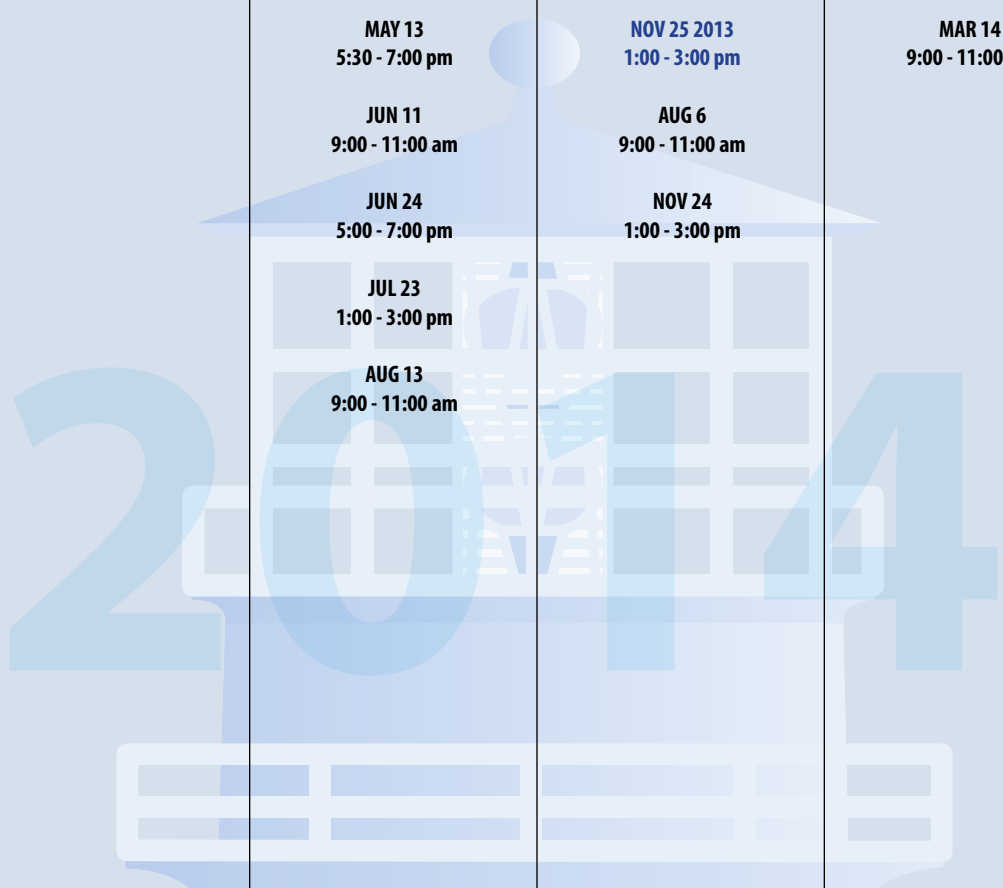 MAY 13
5:30 - 7:00 pm
JUN 11
9:00 - 11:00 am
JUN 24
5:00 - 7:00 pm
JUL 23
1:00 - 3:00 pm
AUG 13
9:00 - 11:00 am
NOV 25 2013
1:00 - 3:00 pm
AUG 6
9:00 - 11:00 am
NOV 24
1:00 - 3:00 pm
MAR 14
9:00 - 11:00
2014